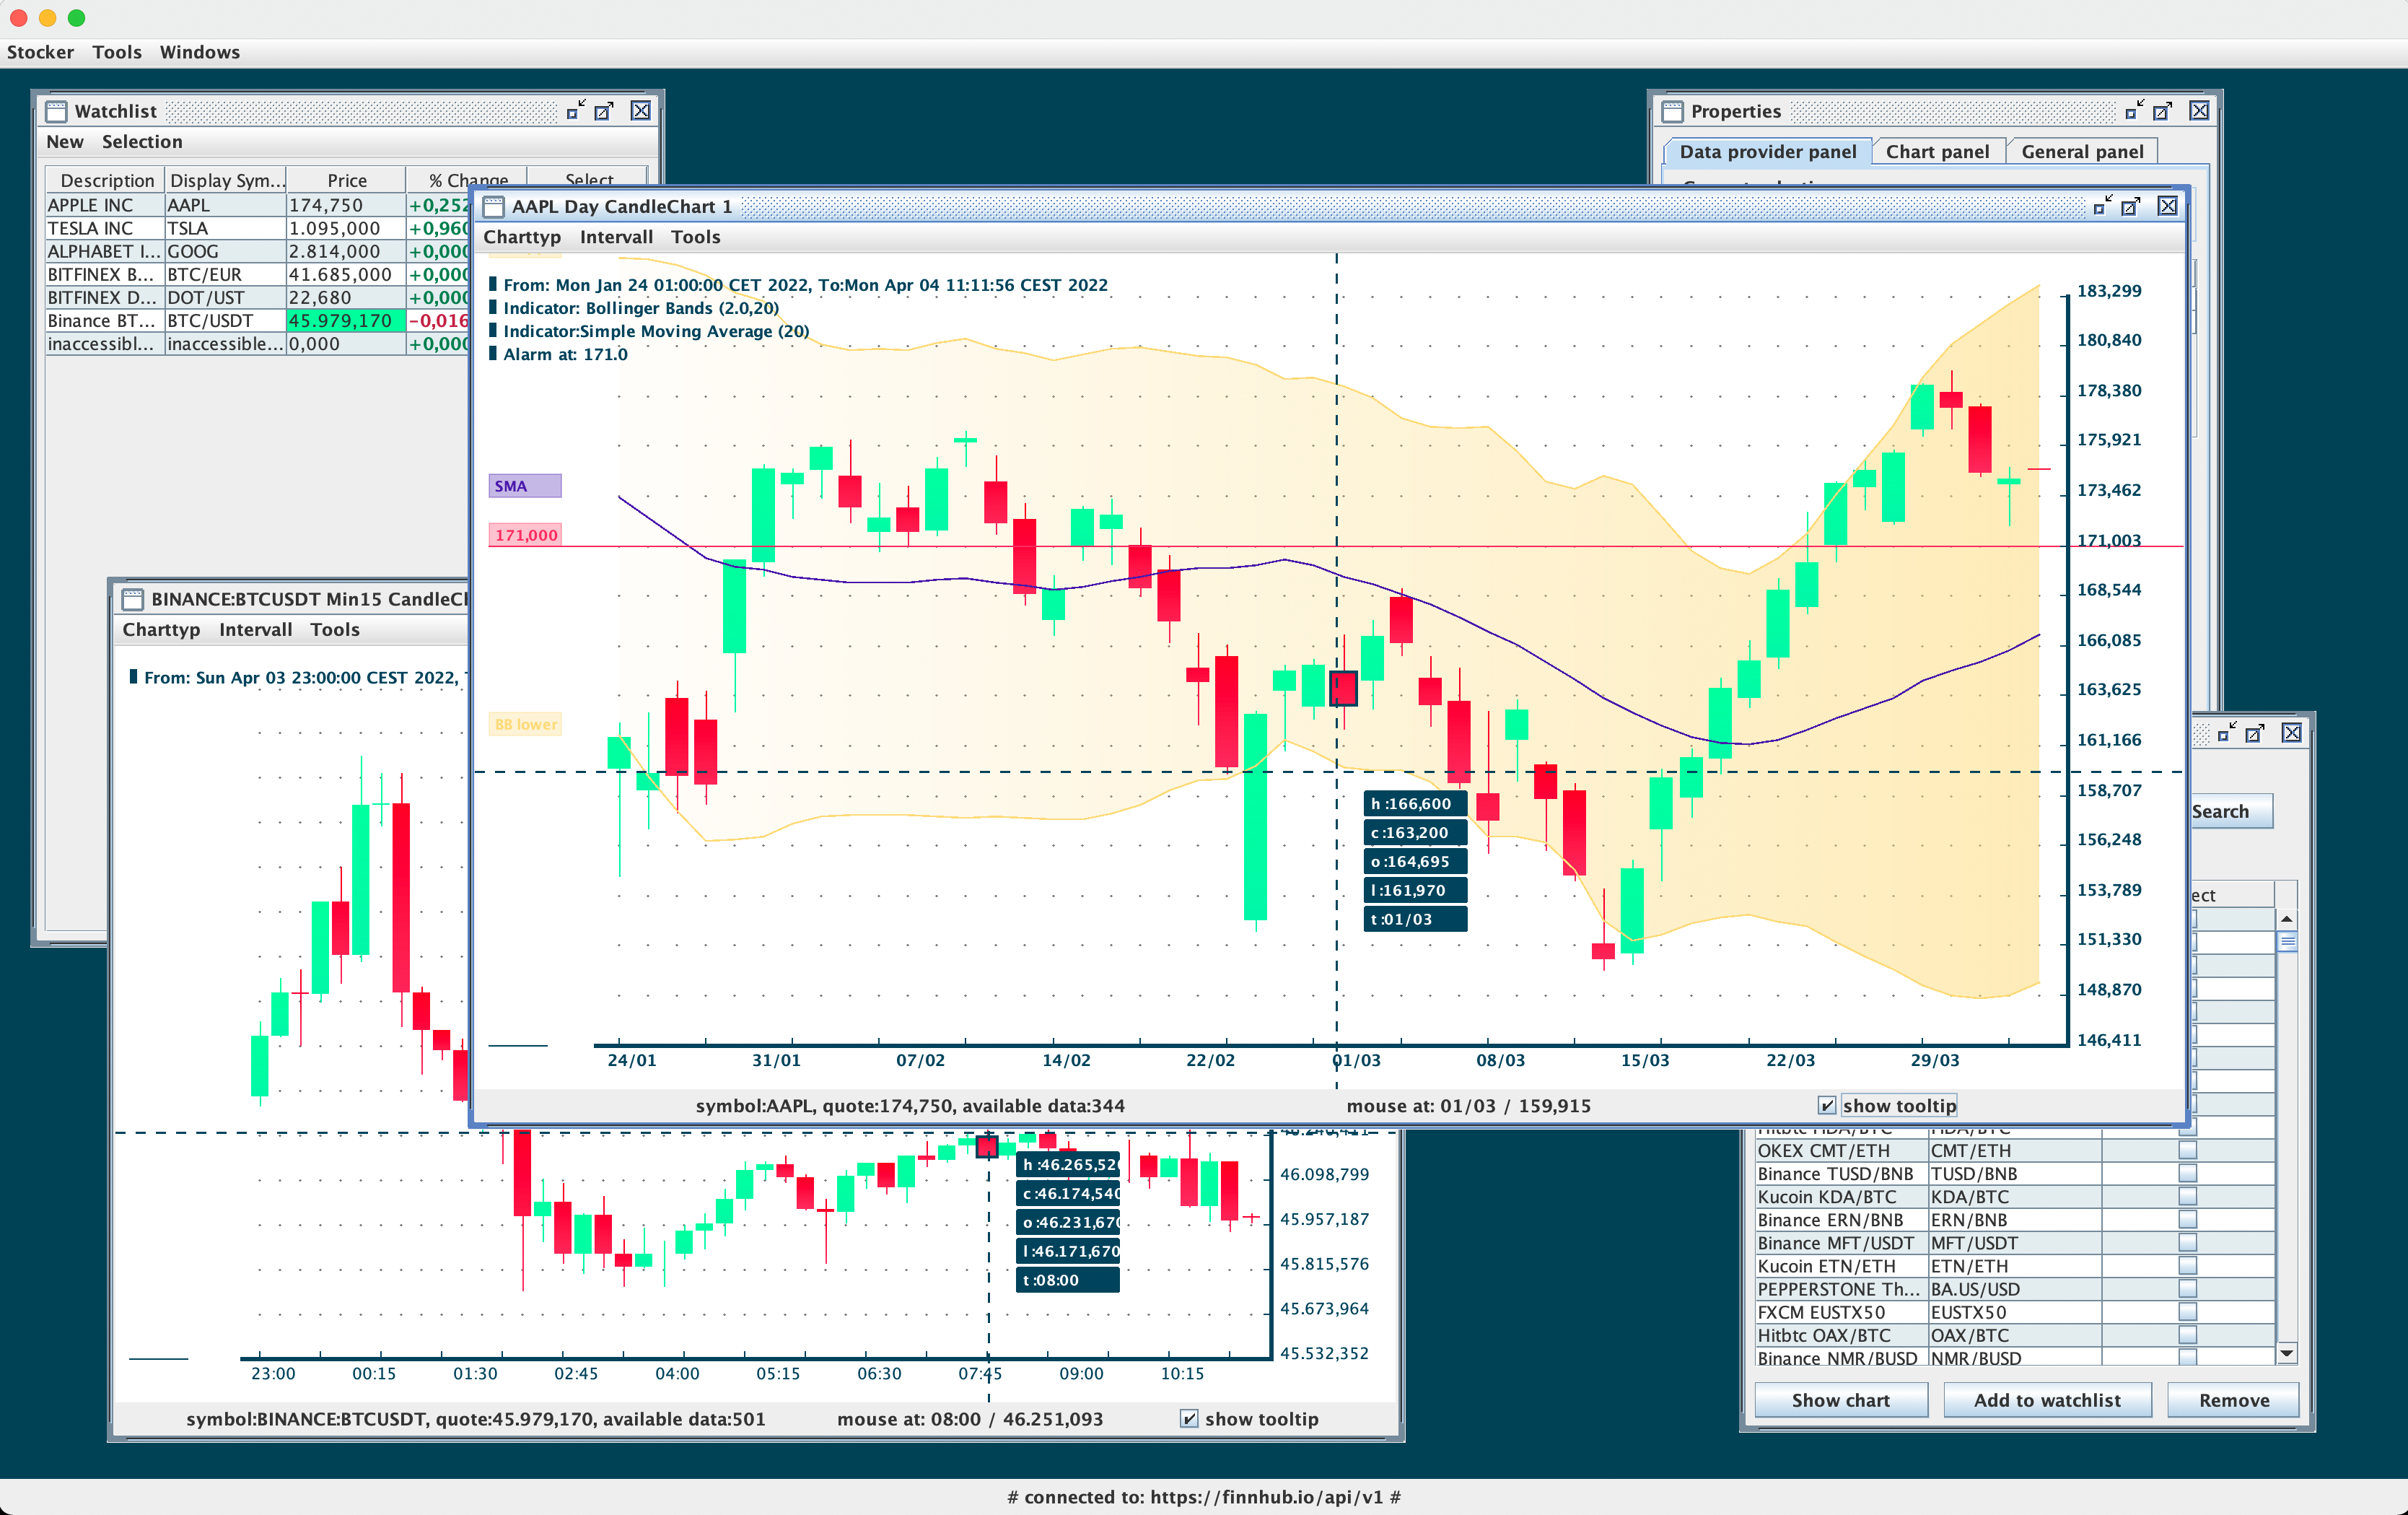 Stocker Tools Windows
Watchlist
New Selection
Description Display Sym... Price % Change Select
APPLE INC AAPL 174,750 +0,252
TESLA INC TSLA 1.095,000 +0,960
ALPHABET I... GOOG 2.814,000 +0,000
BITFINEX B... BTC/EUR 41.685,000 +0,000
BITFINEX D... DOT/UST 22,680 +0,000
Binance BT... BTC/USDT 45.979,170 -0,016
inaccessibl... inaccessible... 0,000 +0,000
Properties
Data provider panel Chart panel General panel
AAPL Day CandleChart 1
Charttyp Intervall Tools
From: Mon Jan 24 01:00:00 CET 2022, To:Mon Apr 04 11:11:56 CEST 2022
Indicator: Bollinger Bands (2.0,20)
Indicator:Simple Moving Average (20)
Alarm at: 171.0
SMA
171,000
BB lower
183,299
180,840
178,380
175,921
173,462
171,003
168,544
166,085
163,625
161,166
158,707
156,248
153,789
151,330
148,870
146,411
h :166,600
c :163,200
o :164,695
l :161,970
t :01/03
24/01 31/01 07/02 14/02 22/02 01/03 08/03 15/03 22/03 29/03
symbol:AAPL, quote:174,750, available data:344 mouse at: 01/03 / 159,915 show tooltip
BINANCE:BTCUSDT Min15 CandleCh
Charttyp Intervall Tools
From: Sun Apr 03 23:00:00 CEST 2022,
46.098,799
45.957,187
45.815,576
45.673,964
45.532,352
h :46.265,520
c :46.174,540
o :46.231,670
l :46.171,670
t :08:00
23:00 00:15 01:30 02:45 04:00 05:15 06:30 07:45 09:00 10:15
symbol:BINANCE:BTCUSDT, quote:45.979,170, available data:501 mouse at: 08:00 / 46.251,093 show tooltip
Search
ect
Hitbtc HDA/BTC HDA/BTC
OKEX CMT/ETH CMT/ETH
Binance TUSD/BNB TUSD/BNB
Kucoin KDA/BTC KDA/BTC
Binance ERN/BNB ERN/BNB
Binance MFT/USDT MFT/USDT
Kucoin ETN/ETH ETN/ETH
PEPPERSTONE Th... BA.US/USD
FXCM EUSTX50 EUSTX50
Hitbtc OAX/BTC OAX/BTC
Binance NMR/BUSD NMR/BUSD
Show chart Add to watchlist Remove
# connected to: https://finnhub.io/api/v1 #